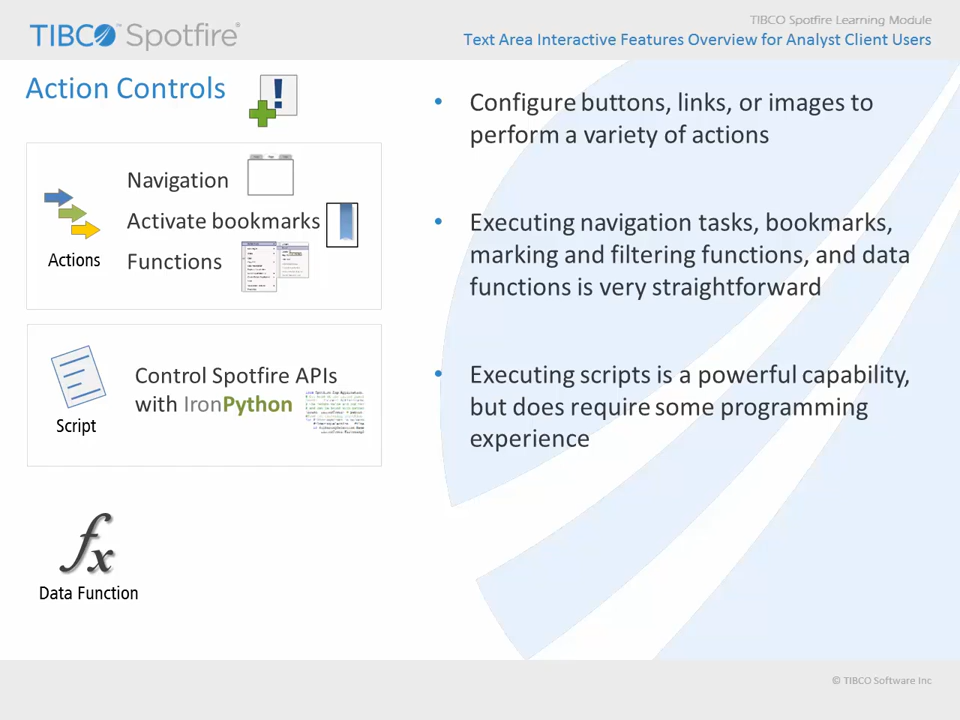 TIBCO Spotfire Learning Module
TIBCO™ Spotfire®
Text Area Interactive Features Overview for Analyst Client Users
Action Controls
Navigation
Activate bookmarks
Functions
Actions
Control Spotfire APIs
with IronPython
Script
fx
Data Function
• Configure buttons, links, or images to
perform a variety of actions
• Executing navigation tasks, bookmarks,
marking and filtering functions, and data
functions is very straightforward
• Executing scripts is a powerful capability,
but does require some programming
experience
© TIBCO Software Inc